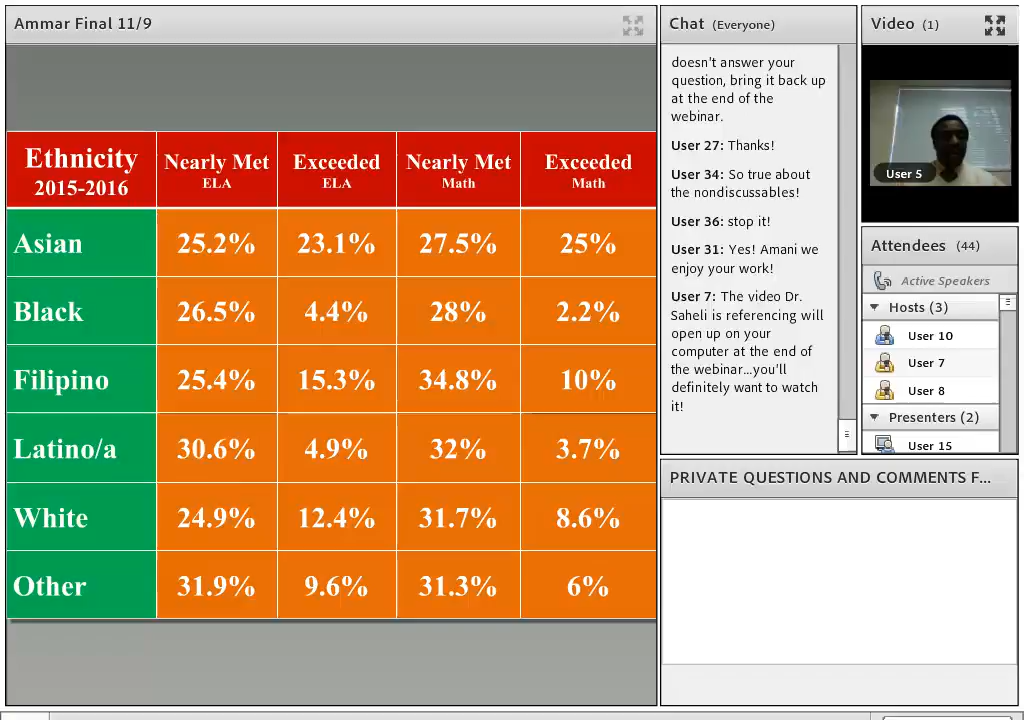 Ammar Final 11/9
Ethnicity
2015-2016
Nearly Met
ELA
Exceeded
ELA
Nearly Met
Math
Exceeded
Math
Asian 25.2% 23.1% 27.5% 25%
Black 26.5% 4.4% 28% 2.2%
Filipino 25.4% 15.3% 34.8% 10%
Latino/a 30.6% 4.9% 32% 3.7%
White 24.9% 12.4% 31.7% 8.6%
Other 31.9% 9.6% 31.3% 6%
Chat (Everyone)
doesn't answer your
question, bring it back up
at the end of the
webinar.
User 27: Thanks!
User 34: So true about
the nondiscussables!
User 36: stop it!
User 31: Yes! Amani we
enjoy your work!
User 7: The video Dr.
Saheli is referencing will
open up on your
computer at the end of
the webinar...you'll
definitely want to watch
it!
Video (1)
User 5
Attendees (44)
Active Speakers
Hosts (3)
User 10
User 7
User 8
Presenters (2)
User 15
PRIVATE QUESTIONS AND COMMENTS F...